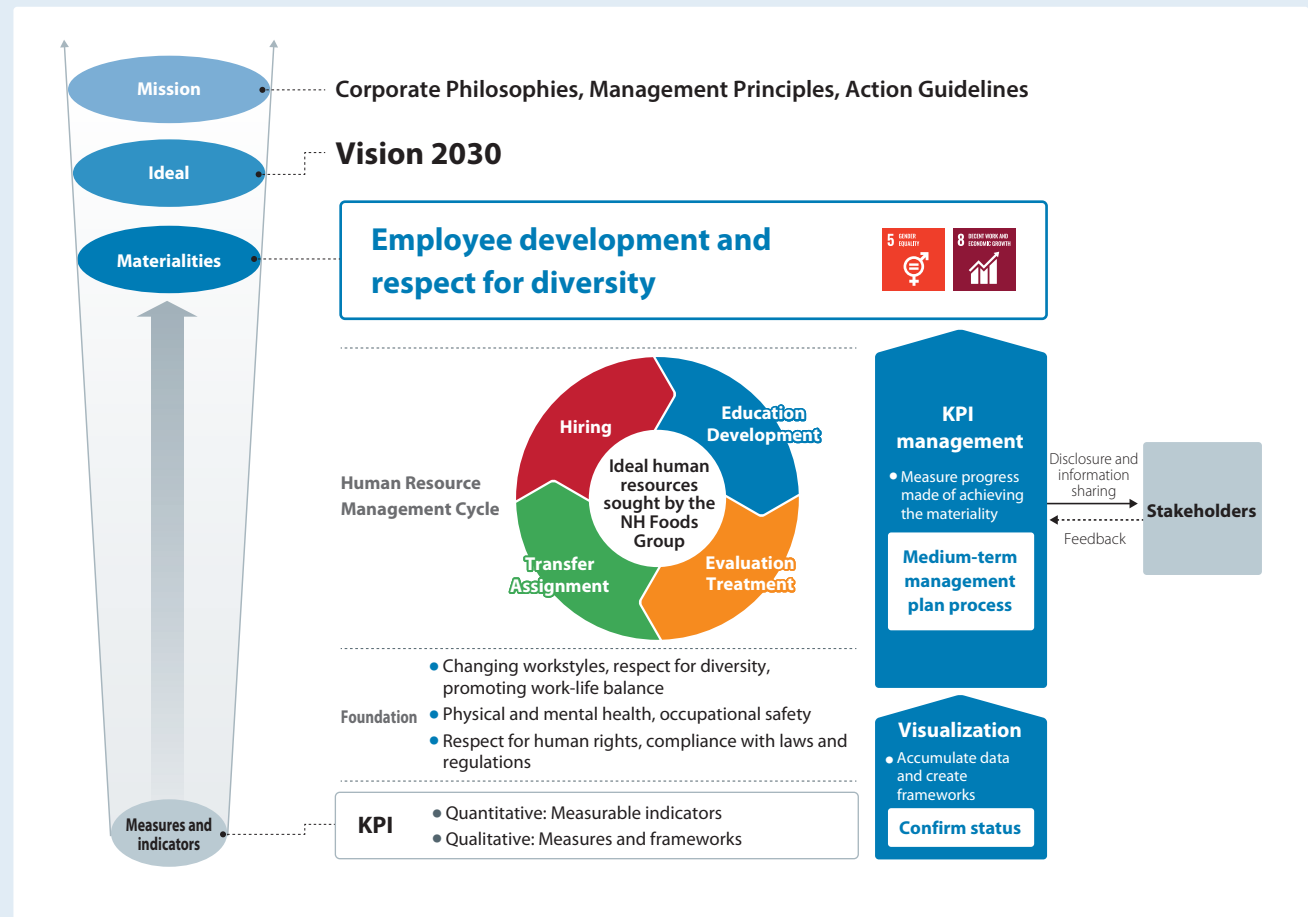 Mission
Corporate Philosophies, Management Principles, Action Guidelines
Ideal
Vision 2030
Materialities
Employee development and
respect for diversity
5 GENDER
EQUALITY
8 DECENT WORK AND
ECONOMIC GROWTH
Human Resource
Management Cycle
Hiring
Education
Development
Ideal human
resources
sought by the
NH Foods
Group
Transfer
Assignment
Evaluation
Treatment
KPI
management
● Measure progress
made of achieving
the materiality
Medium-term
management
plan process
Disclosure and
information
sharing
Feedback
Stakeholders
Foundation
● Changing workstyles, respect for diversity,
promoting work-life balance
● Physical and mental health, occupational safety
● Respect for human rights, compliance with laws and
regulations
Visualization
● Accumulate data
and create
frameworks
Confirm status
Measures and
indicators
KPI
● Quantitative: Measurable indicators
● Qualitative: Measures and frameworks